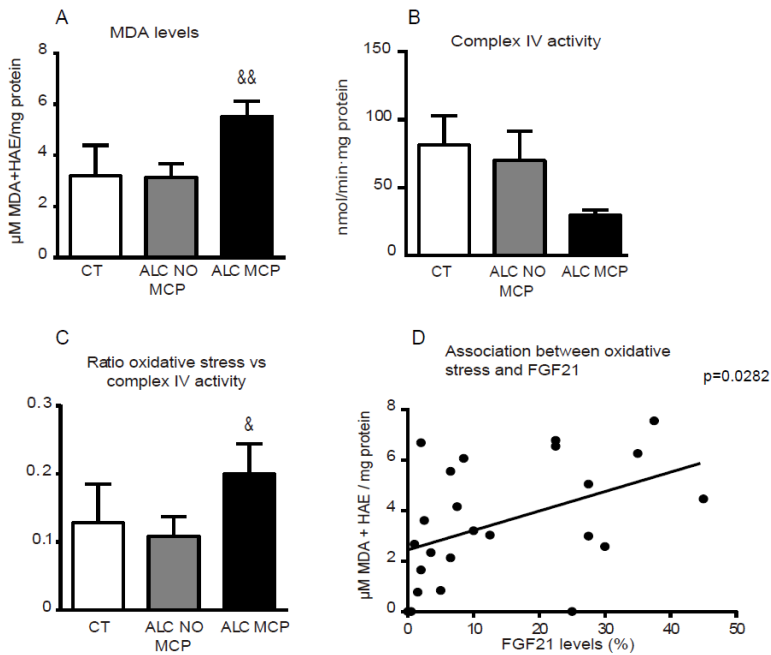 A
MDA levels
µM MDA+HAE/mg protein
8
6
4
2
0
&&
CT
ALC NO
MCP
ALC MCP
B
Complex IV activity
nmol/min·mg protein
150
100
50
0
CT
ALC NO
MCP
ALC MCP
C
Ratio oxidative stress vs
complex IV activity
0.3
0.2
0.1
0
&
CT
ALC NO
MCP
ALC MCP
D
Association between oxidative
stress and FGF21
p=0.0282
µM MDA + HAE / mg protein
8
6
4
2
0
0
10
20
30
40
50
FGF21 levels (%)